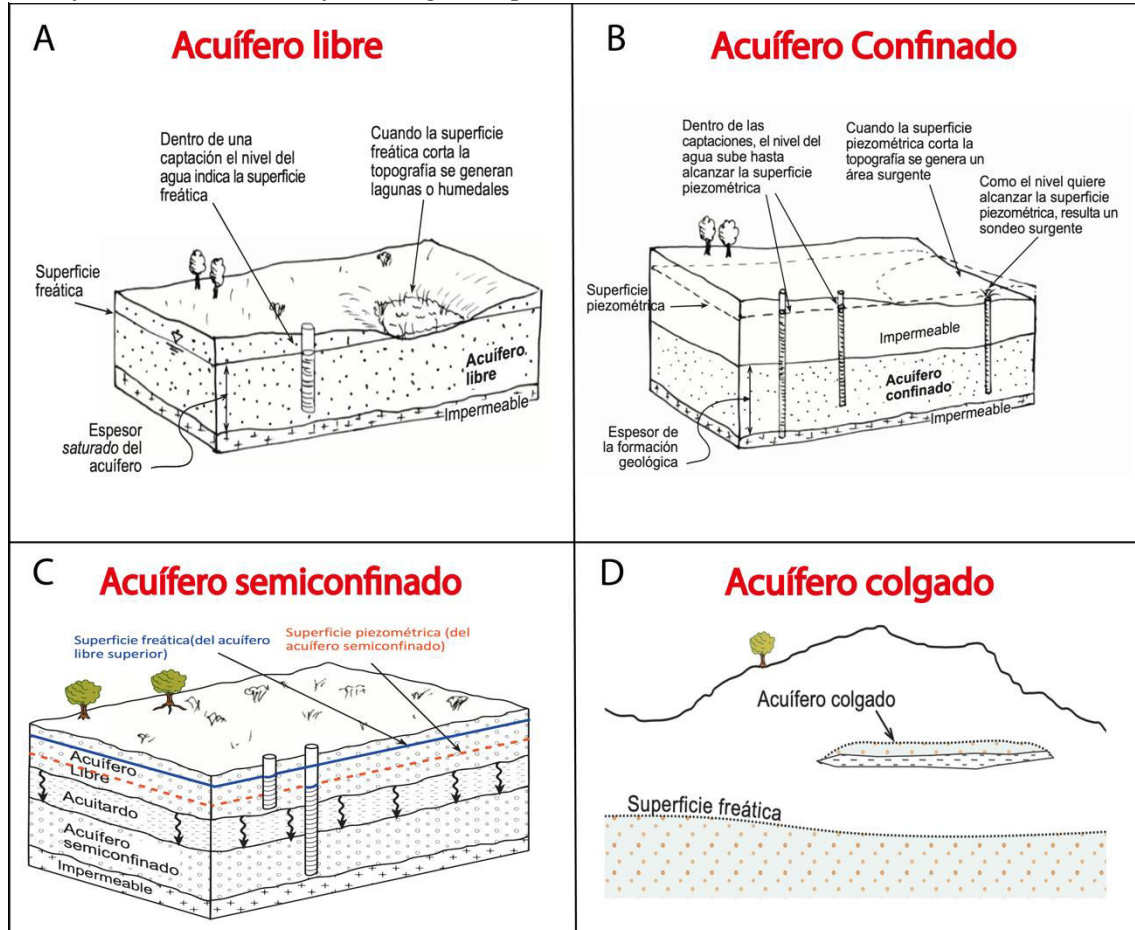 A
Acuífero libre
Dentro de una
captación el nivel del
agua indica la superficie
freática
Cuando la superficie
freática corta la
topografía se generan
lagunas o humedales
Superficie
freática
Acuífero
libre
Impermeable
Espesor
saturado del
acuífero
B
Acuífero Confinado
Dentro de las
captaciones, el nivel del
agua sube hasta
alcanzar la superficie
piezométrica
Cuando la superficie
piezométrica corta la
topografía se genera un
área surgente
Como el nivel quiere
alcanzar la superficie
piezométrica, resulta un
sondeo surgente
Superficie
piezométrica
Impermeable
Acuífero
confinado
Impermeable
Espesor de
la formación
geológica
C
Acuífero semiconfinado
Superficie freática(del acuífero
libre superior)
Superficie piezométrica (del
acuífero semiconfinado)
Acuífero
Libre
Acuitardo
Acuífero
semiconfinado
Impermeable
D
Acuífero colgado
Acuífero colgado
Superficie freática